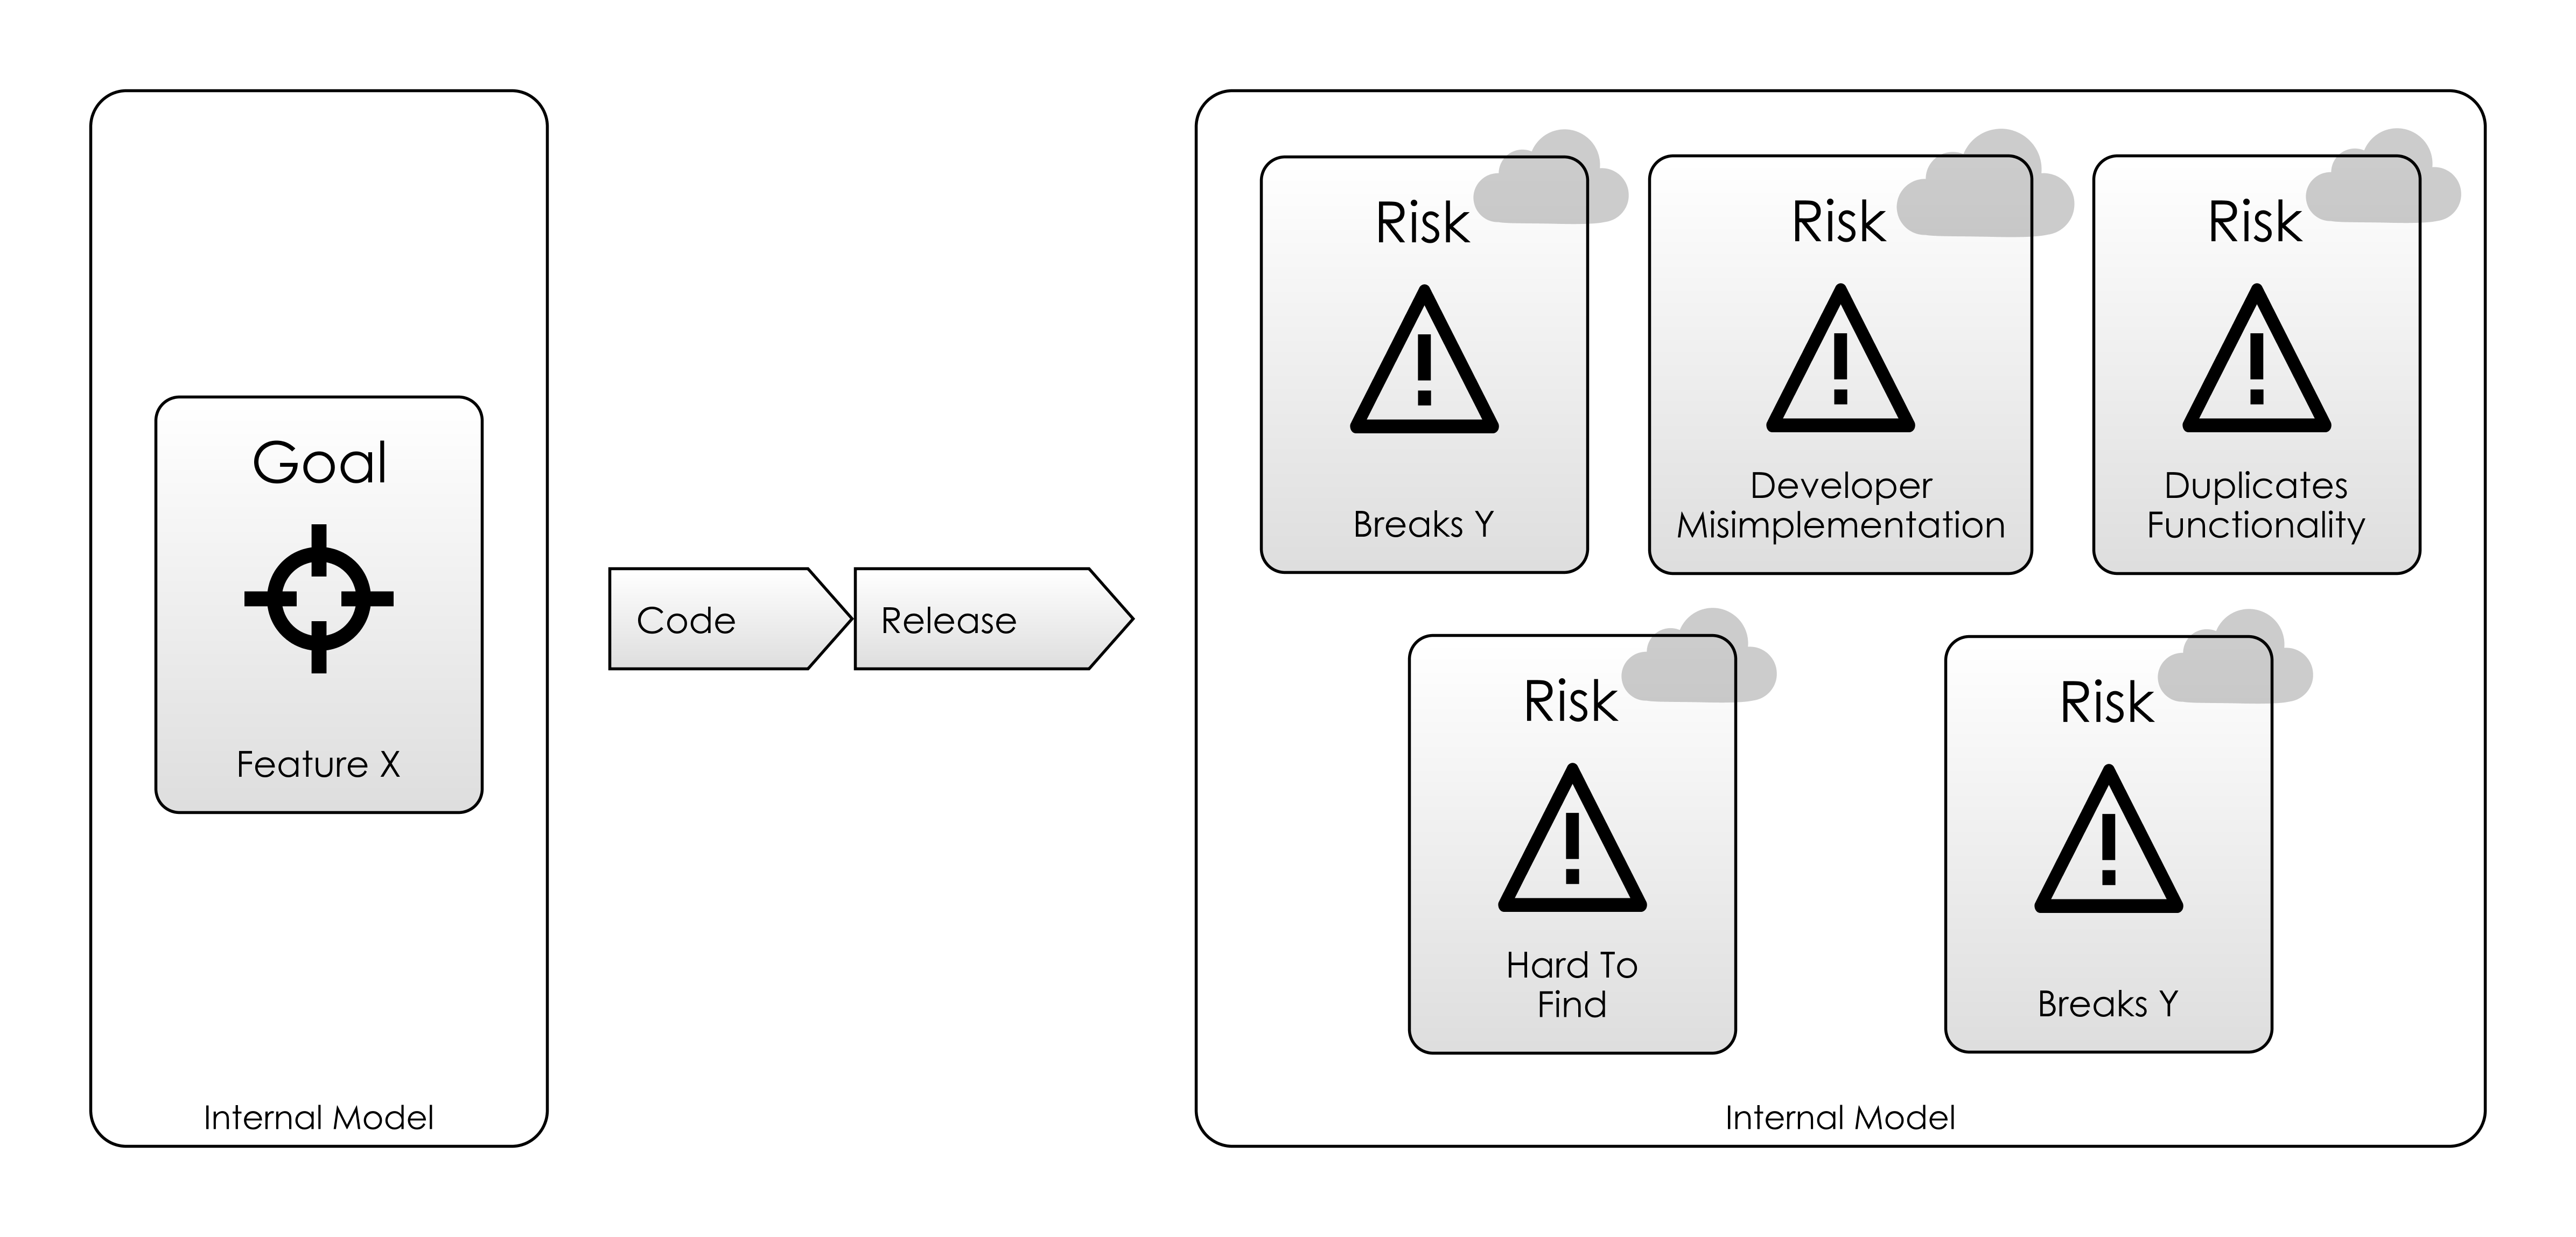 Goal
Feature X
Internal Model
Code
Release
Risk
Breaks Y
Risk
Developer
Misimplementation
Risk
Duplicates
Functionality
Risk
Hard To
Find
Risk
Breaks Y
Internal Model